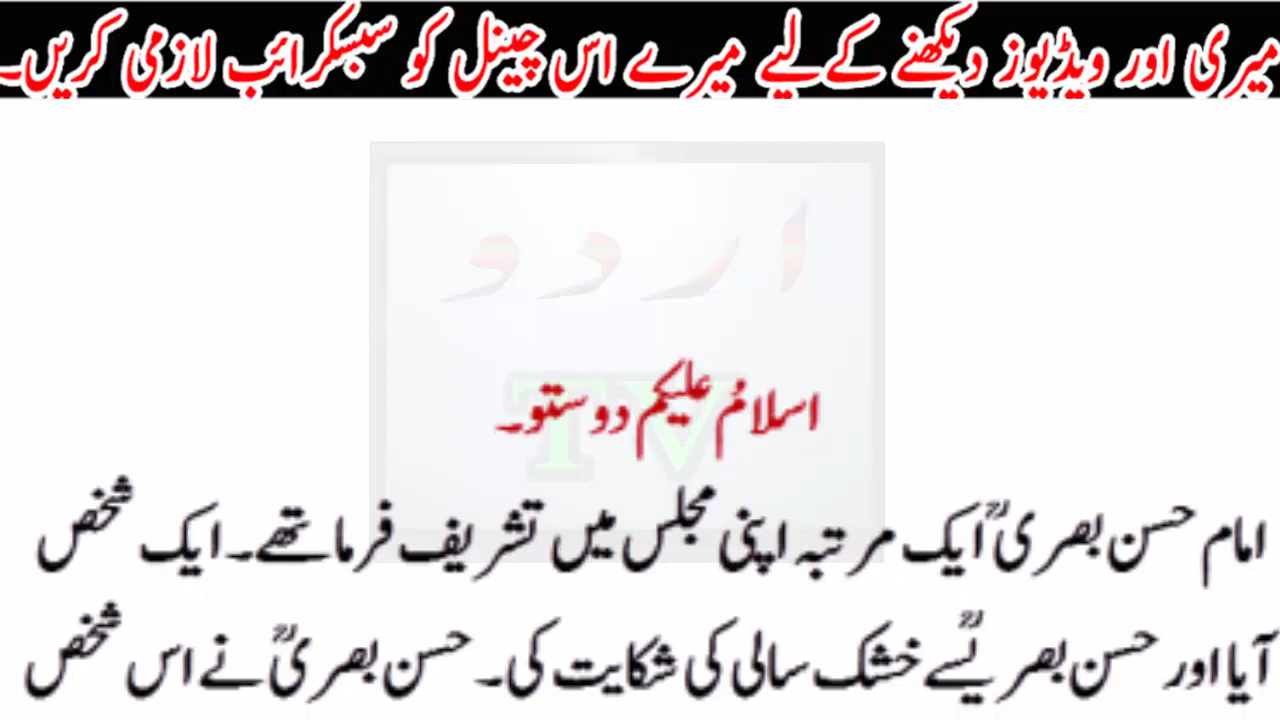 میری اور ویڈیوز دیکھنے کے لیے میرے اس چینل کو سبسکرائب لازمی کریں۔
اردو
اسلامُ علیکم دوستو۔
TV
امام حسن بصریؒ ایک مرتبہ اپنی مجلس میں تشریف فرما تھے۔ ایک شخص
آیا اور حسن بصریؒ سے خشک سالی کی شکایت کی۔ حسن بصریؒ نے اس شخص